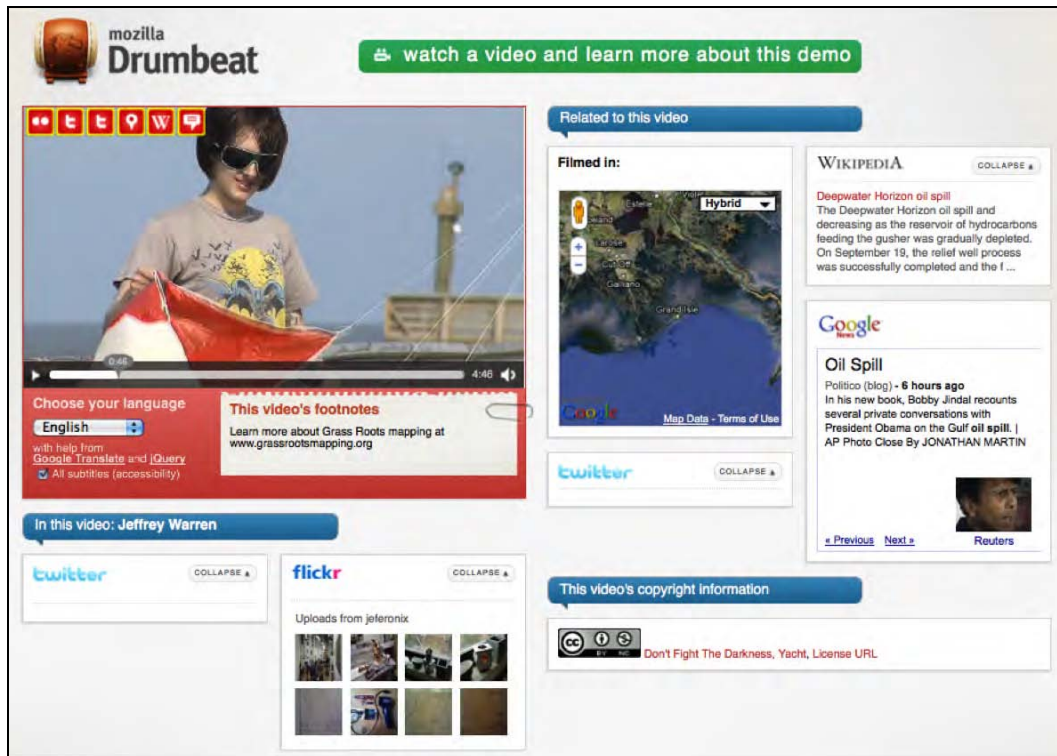 mozilla
Drumbeat
watch a video and learn more about this demo
0:46
4:46
Choose your language
English
with help from
Google Translate and jQuery
All subtitles (accessibility)
This video's footnotes
Learn more about Grass Roots mapping at
www.grassrootsmapping.org
In this video: Jeffrey Warren
twitter
COLLAPSE
flickr
COLLAPSE
Uploads from jeferonix
Related to this video
Filmed in:
Hybrid
Estelle
Larose
Cut Off
Galliano
Grand Isle
Google
Map Data - Terms of Use
twitter
COLLAPSE
WIKIPEDIA
COLLAPSE
Deepwater Horizon oil spill
The Deepwater Horizon oil spill and
decreasing as the reservoir of hydrocarbons
feeding the gusher was gradually depleted.
On September 19, the relief well process
was successfully completed and the f ...
Google
News
Oil Spill
Politico (blog) - 6 hours ago
In his new book, Bobby Jindal recounts
several private conversations with
President Obama on the Gulf oil spill. |
AP Photo Close By JONATHAN MARTIN
« Previous Next »
Reuters
This video's copyright information
cc
BY NC
Don't Fight The Darkness, Yacht, License URL